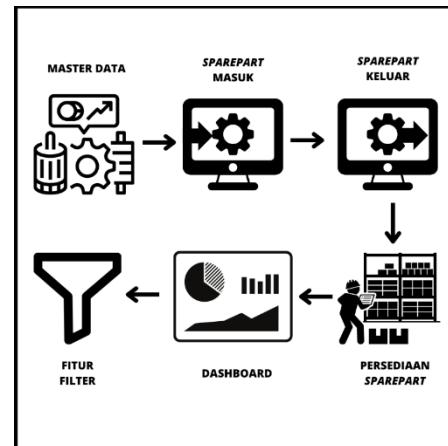 MASTER DATA
SPAREPART
MASUK
SPAREPART
KELUAR
FITUR
FILTER
DASHBOARD
PERSEDIAAN
SPAREPART